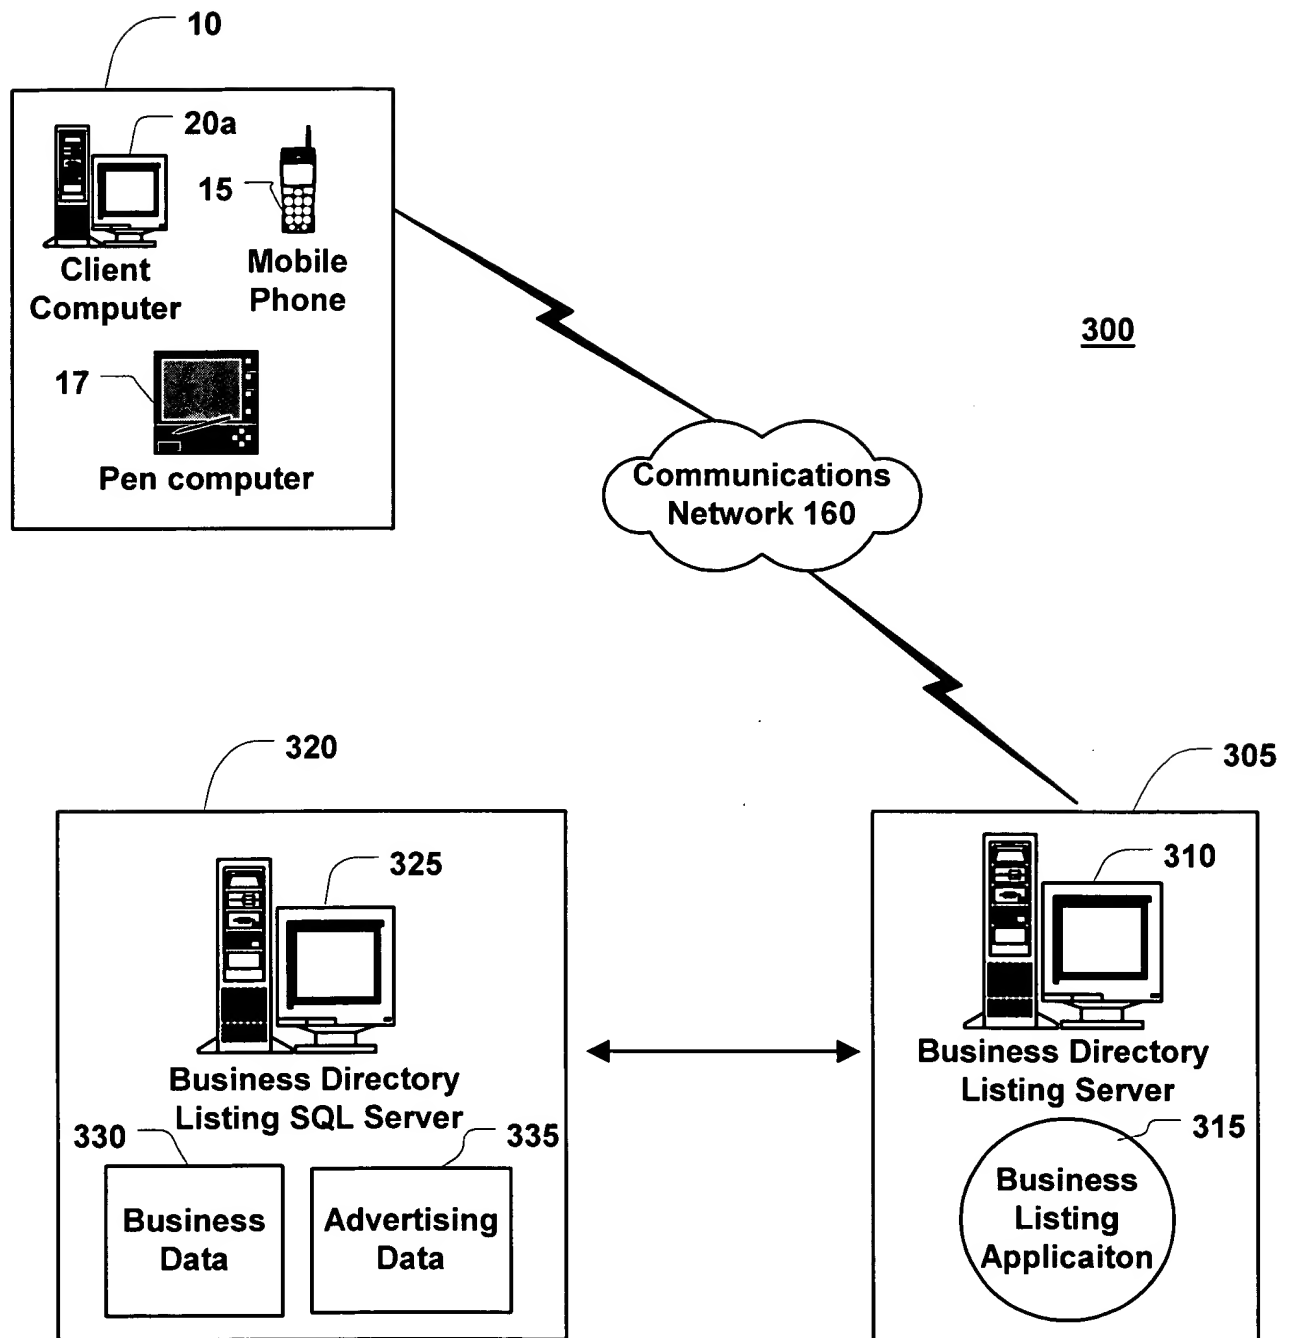 10
20a
15
Client
Computer
Mobile
Phone
17
Pen computer
300
Communications
Network 160
320
305
325
310
Business Directory
Listing SQL Server
Business Directory
Listing Server
330
335
315
Business
Data
Advertising
Data
Business
Listing
Applicaiton